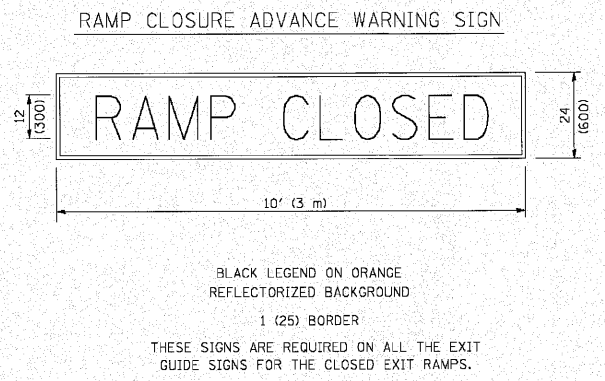 RAMP CLOSURE ADVANCE WARNING SIGN
12
(300)
RAMP CLOSED
24
(600)
10' (3 m)
BLACK LEGEND ON ORANGE
REFLECTORIZED BACKGROUND
1 (25) BORDER
THESE SIGNS ARE REQUIRED ON ALL THE EXIT
GUIDE SIGNS FOR THE CLOSED EXIT RAMPS.